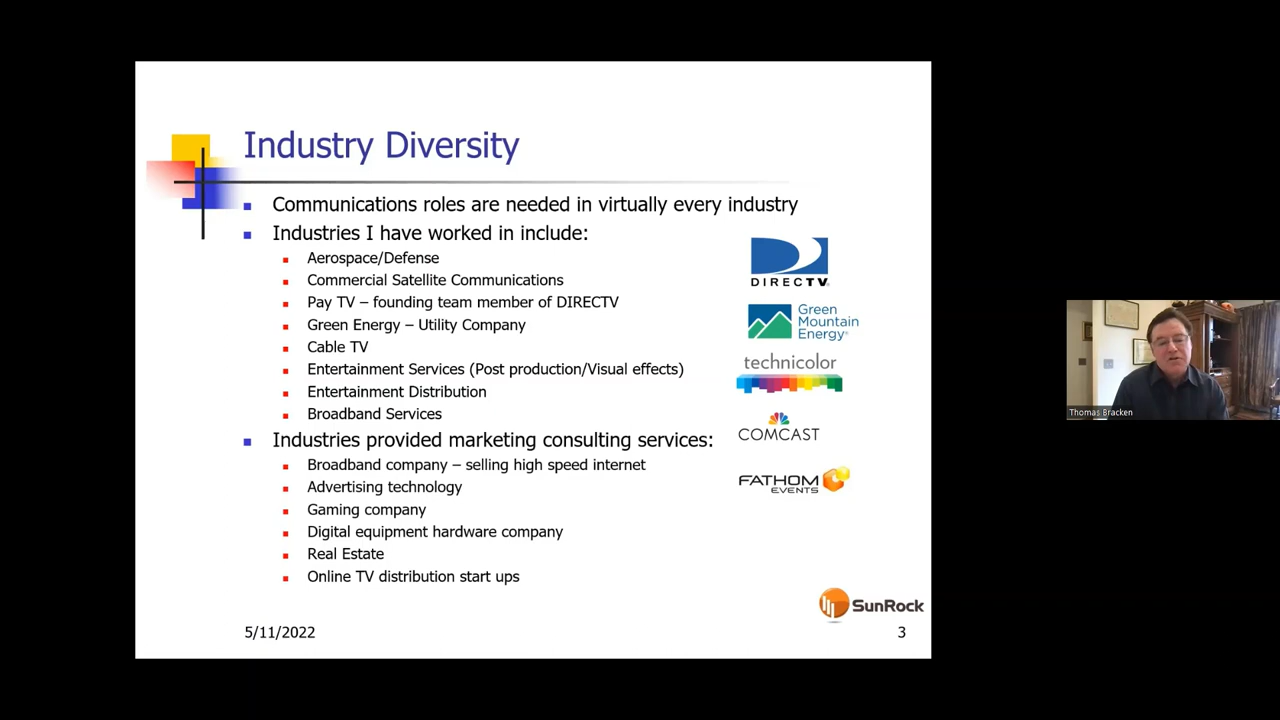 Industry Diversity
Communications roles are needed in virtually every industry
Industries I have worked in include:
Aerospace/Defense
Commercial Satellite Communications
Pay TV – founding team member of DIRECTV
Green Energy – Utility Company
Cable TV
Entertainment Services (Post production/Visual effects)
Entertainment Distribution
Broadband Services
Industries provided marketing consulting services:
Broadband company – selling high speed internet
Advertising technology
Gaming company
Digital equipment hardware company
Real Estate
Online TV distribution start ups
DIRECTV
Green
Mountain
Energy
technicolor
COMCAST
FATHOM
EVENTS
SunRock
5/11/2022
3
Thomas Bracken